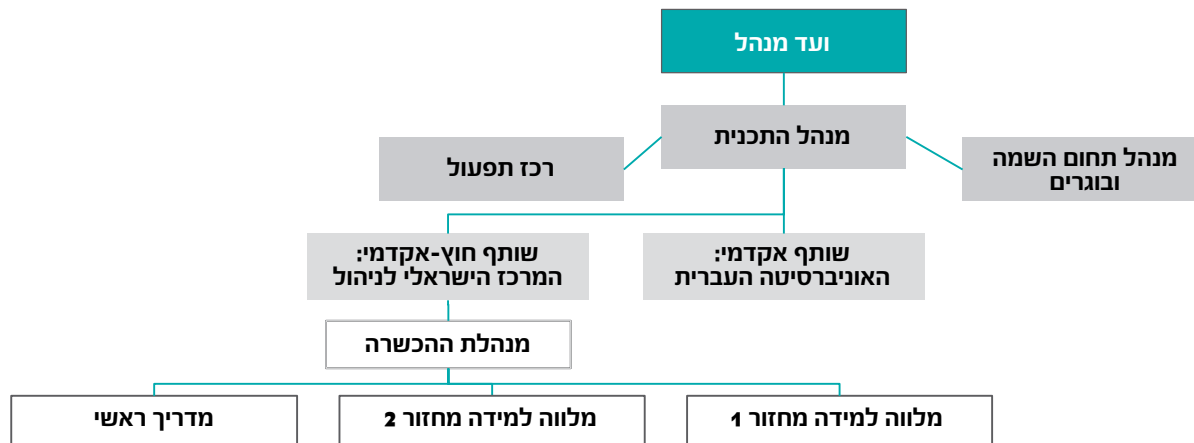 ועד מנהל
מנהל התכנית
מנהל תחום השמה
ובוגרים
רכז תפעול
שותף אקדמי:
האוניברסיטה העברית
שותף חוץ-אקדמי:
המרכז הישראלי לניהול
מנהלת ההכשרה
מלווה למידה מחזור 1
מלווה למידה מחזור 2
מדריך ראשי